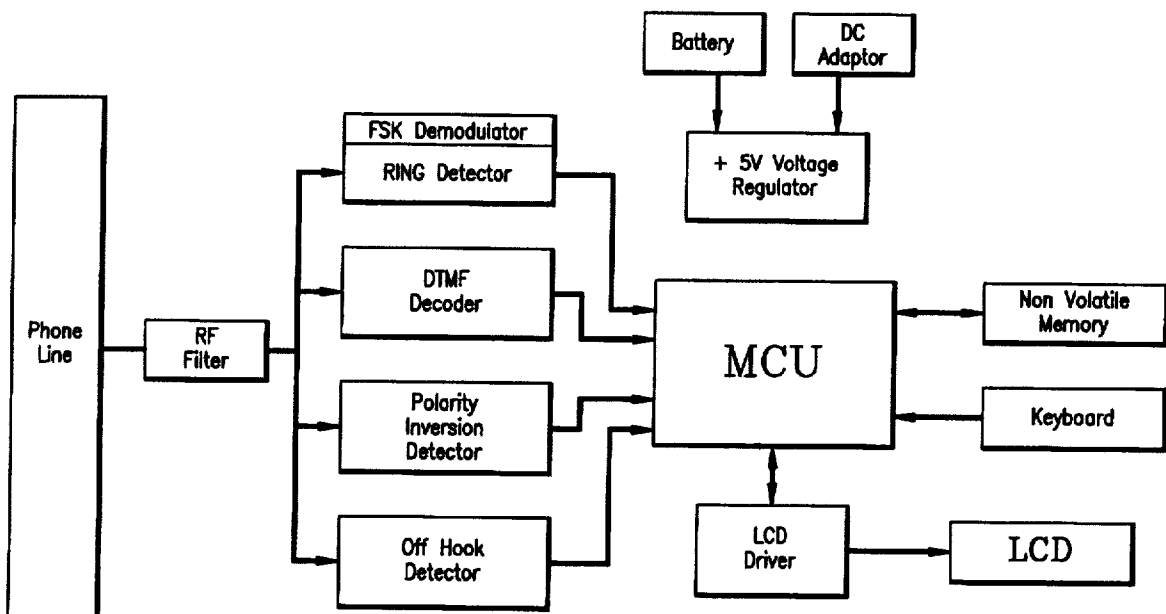 Battery
DC
Adaptor
FSK Demodulator
RING Detector
+ 5V Voltage
Regulator
DTMF
Decoder
Phone
Line
RF
Filter
MCU
Non Volatile
Memory
Polarity
Inversion
Detector
Keyboard
Off Hook
Detector
LCD
Driver
LCD